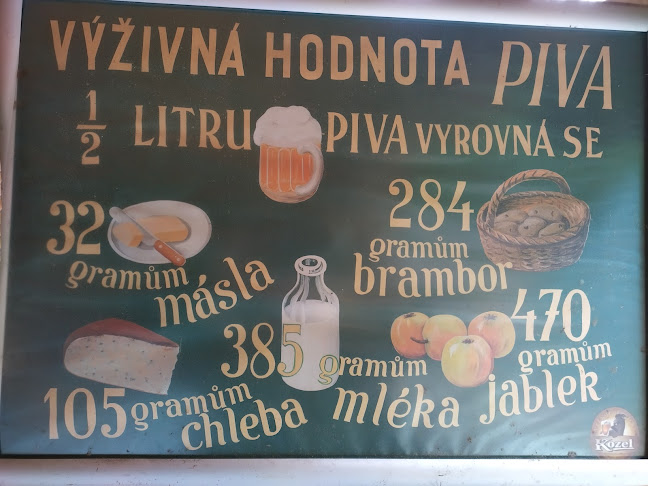 VÝŽIVNÁ HODNOTA PIVA
1/2 LITRU PIVA VYROVNÁ SE
32 gramům másla
284 gramům brambor
105 gramům chleba
385 gramům mléka
470 gramům jablek
Kozel